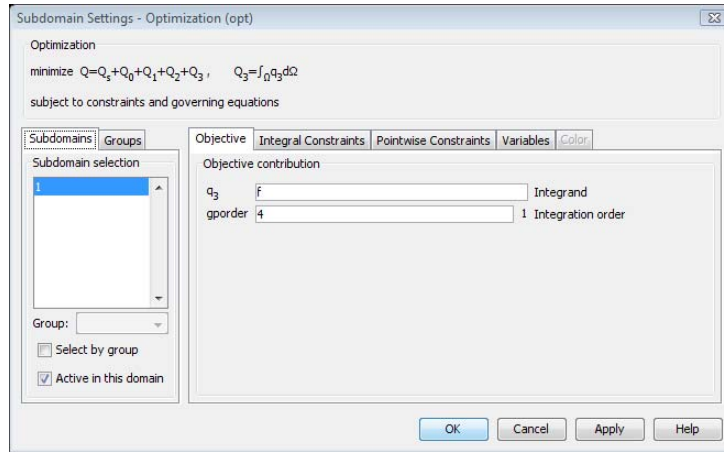 Subdomain Settings - Optimization (opt)
Optimization
minimize Q=Qₛ+Q₀+Q₁+Q₂+Q₃ , Q₃=∫Ωq₃dΩ
subject to constraints and governing equations
Subdomains Groups
Subdomain selection
1
Group:
Select by group
Active in this domain
Objective Integral Constraints Pointwise Constraints Variables Color
Objective contribution
q₃ f Integrand
gporder 4 1 Integration order
OK Cancel Apply Help